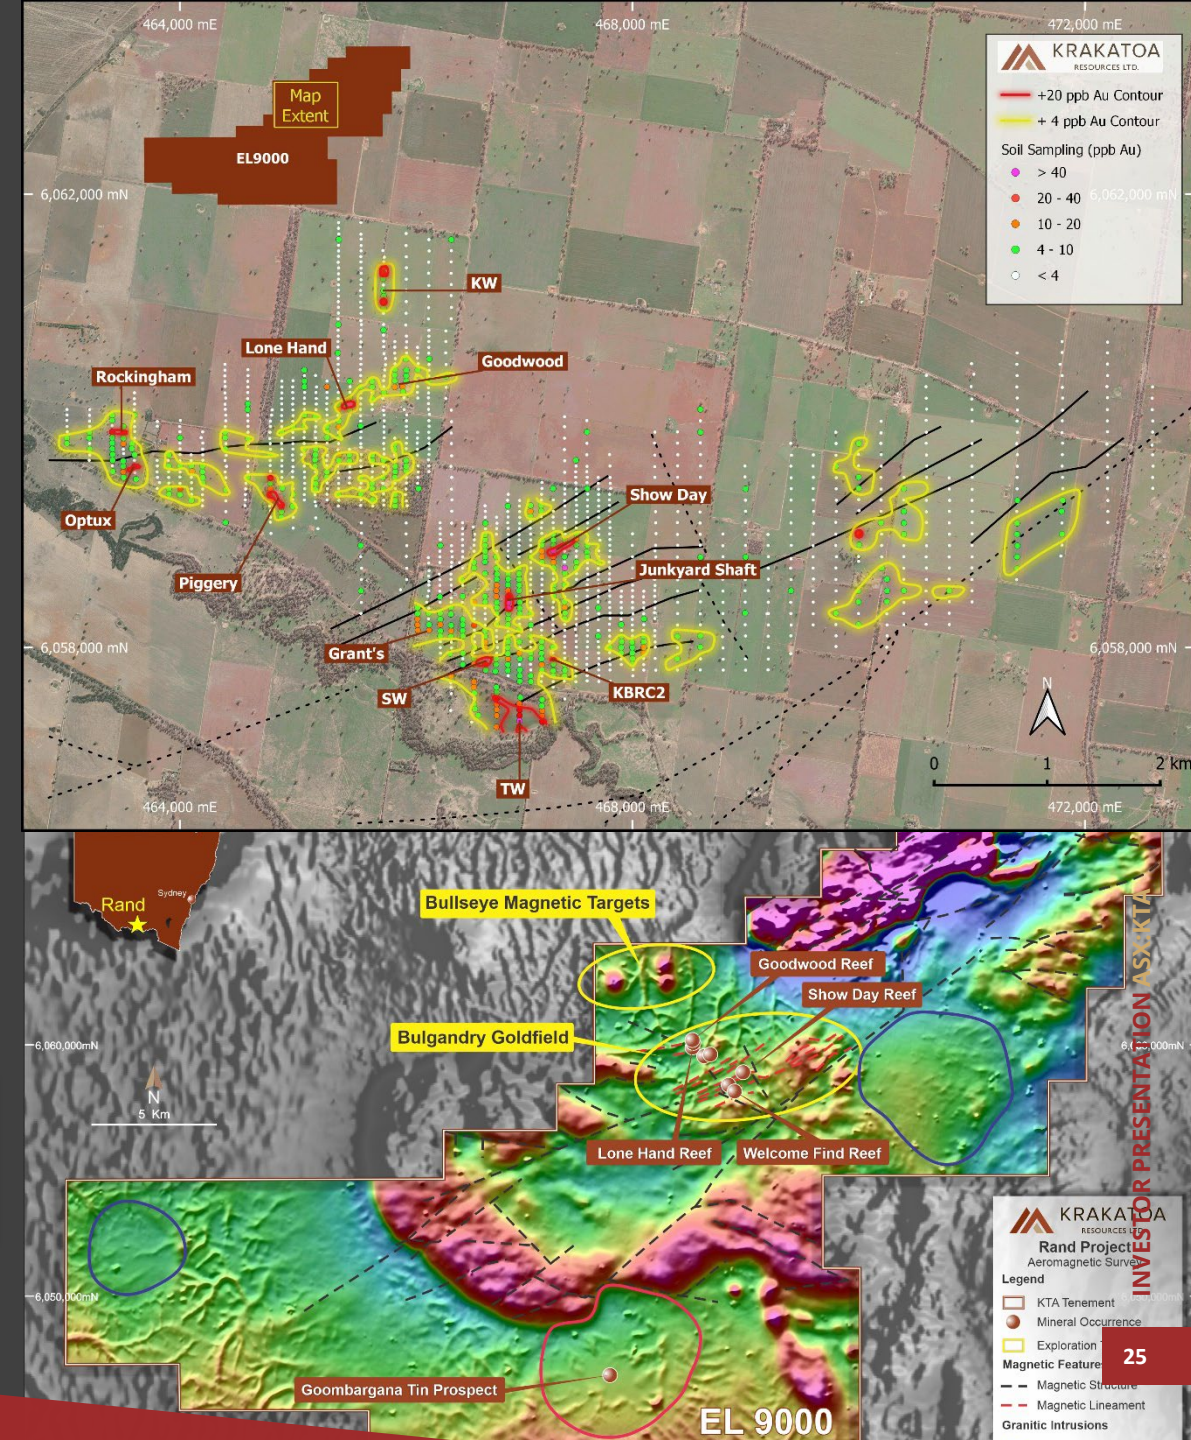 464,000 mE
468,000 mE
472,000 mE
KRAKATOA
RESOURCES LTD.
+20 ppb Au Contour
+ 4 ppb Au Contour
Soil Sampling (ppb Au)
> 40
20 - 40
10 - 20
4 - 10
< 4
Map
Extent
EL9000
6,062,000 mN
6,062,000 mN
KW
Lone Hand
Goodwood
Rockingham
Optux
Show Day
Piggery
Junkyard Shaft
Grant's
6,058,000 mN
6,058,000 mN
SW
KBRC2
N
TW
0 1 2 km
464,000 mE
468,000 mE
472,000 mE
Sydney
Rand
Bullseye Magnetic Targets
Goodwood Reef
Show Day Reef
Bulgandry Goldfield
6,060,000mN
N
5 Km
Lone Hand Reef
Welcome Find Reef
6,050,000mN
Goombargana Tin Prospect
EL 9000
KRAKATOA
RESOURCES LTD.
Rand Project
Aeromagnetic Survey
Legend
KTA Tenement
Mineral Occurrence
Exploration
Magnetic Features
Magnetic Structure
Magnetic Lineament
Granitic Intrusions
INVESTOR PRESENTATION ASX:KTA
25